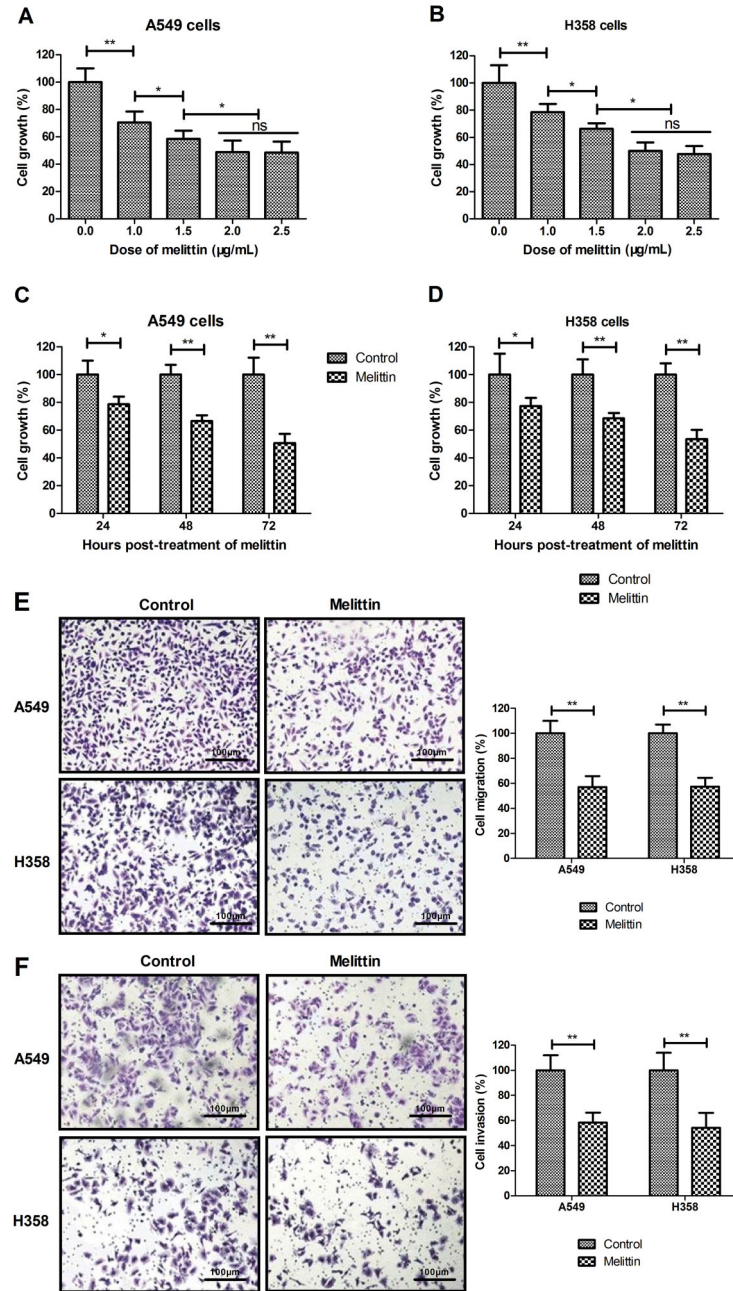 A
A549 cells
Cell growth (%)
120
100
80
60
40
20
0
**
*
*
ns
0.0 1.0 1.5 2.0 2.5
Dose of melittin (µg/mL)
B
H358 cells
Cell growth (%)
120
100
80
60
40
20
0
**
*
*
ns
0.0 1.0 1.5 2.0 2.5
Dose of melittin (µg/mL)
C
A549 cells
Cell growth (%)
120
100
80
60
40
20
0
*
**
**
24 48 72
Hours post-treatment of melittin
Control
Melittin
D
H358 cells
Cell growth (%)
120
100
80
60
40
20
0
*
**
**
24 48 72
Hours post-treatment of melittin
Control
Melittin
E
Control Melittin
A549
100µm 100µm
H358
100µm 100µm
Cell migration (%)
120
100
80
60
40
20
0
** **
A549 H358
Control
Melittin
F
Control Melittin
A549
100µm 100µm
H358
100µm 100µm
Cell invasion (%)
120
100
80
60
40
20
0
** **
A549 H358
Control
Melittin